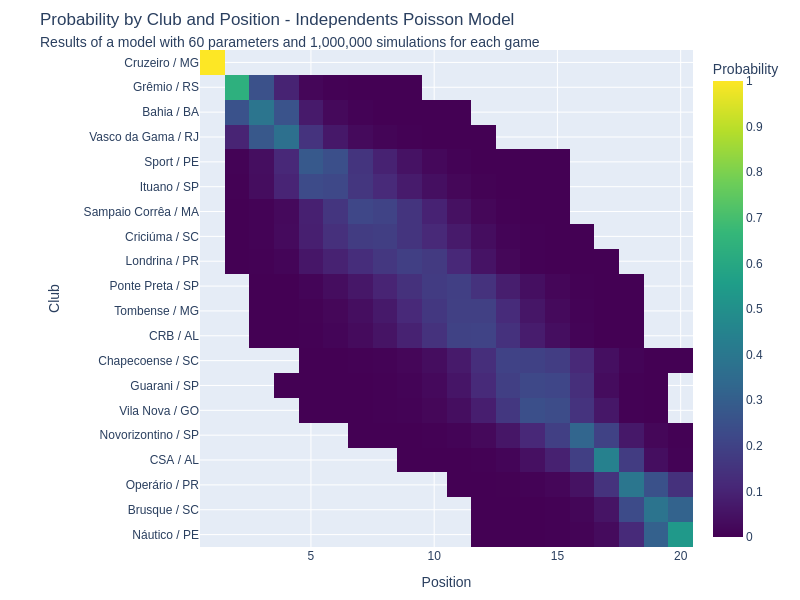 Probability by Club and Position - Independents Poisson Model
Results of a model with 60 parameters and 1,000,000 simulations for each game
Probability
Cruzeiro / MG
Grêmio / RS
Bahia / BA
Vasco da Gama / RJ
Sport / PE
Ituano / SP
Sampaio Corrêa / MA
Criciúma / SC
Londrina / PR
Ponte Preta / SP
Tombense / MG
CRB / AL
Chapecoense / SC
Guarani / SP
Vila Nova / GO
Novorizontino / SP
CSA / AL
Operário / PR
Brusque / SC
Náutico / PE
Club
5
10
15
20
Position
1
0.9
0.8
0.7
0.6
0.5
0.4
0.3
0.2
0.1
0